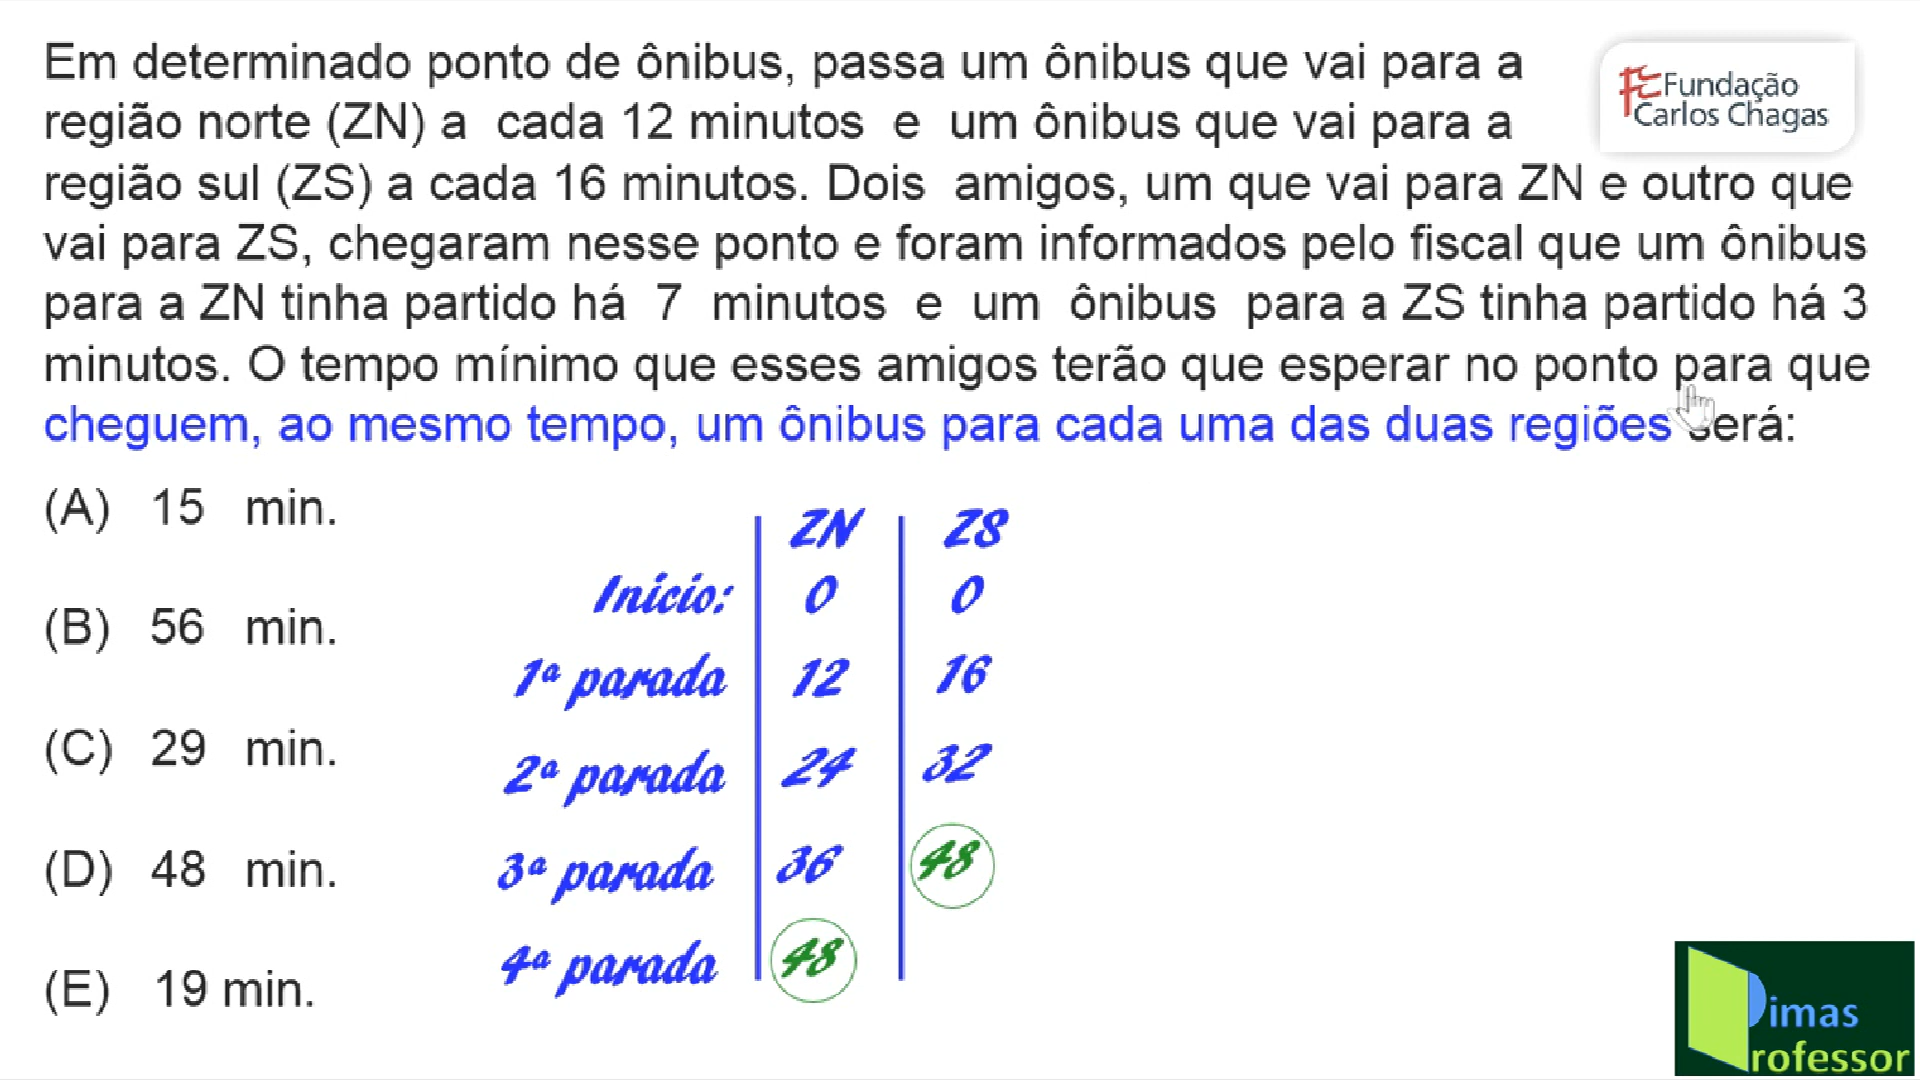 Em determinado ponto de ônibus, passa um ônibus que vai para a
região norte (ZN) a cada 12 minutos e um ônibus que vai para a
região sul (ZS) a cada 16 minutos. Dois amigos, um que vai para ZN e outro que
vai para ZS, chegaram nesse ponto e foram informados pelo fiscal que um ônibus
para a ZN tinha partido há 7 minutos e um ônibus para a ZS tinha partido há 3
minutos. O tempo mínimo que esses amigos terão que esperar no ponto para que
cheguem, ao mesmo tempo, um ônibus para cada uma das duas regiões será:
Fundação
Carlos Chagas
(A) 15 min.
(B) 56 min.
(C) 29 min.
(D) 48 min.
(E) 19 min.
ZN ZS
Início: 0 0
1ª parada 12 16
2ª parada 24 32
3ª parada 36 48
4ª parada 48
Dimas
Professor